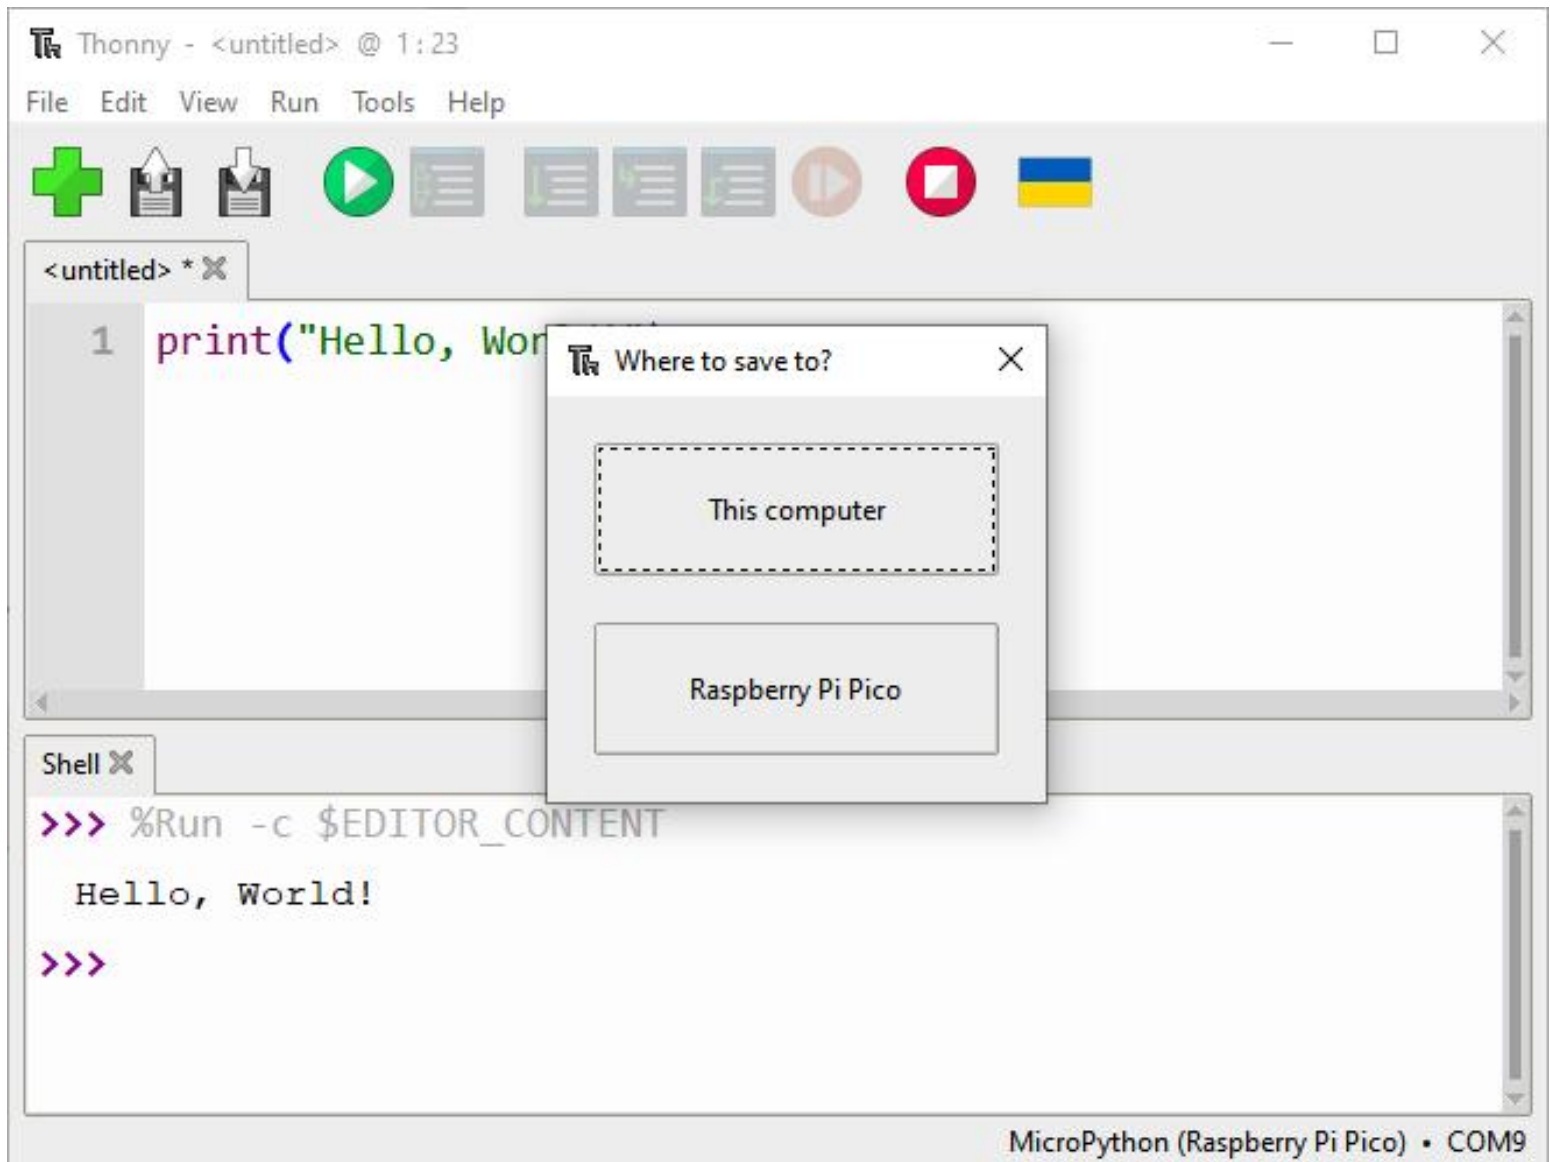 Thonny - <untitled> @ 1:23
File Edit View Run Tools Help
<untitled> *
1 print("Hello, Wor
Where to save to?
This computer
Raspberry Pi Pico
Shell
>>> %Run -c $EDITOR_CONTENT
Hello, World!
>>>
MicroPython (Raspberry Pi Pico) • COM9